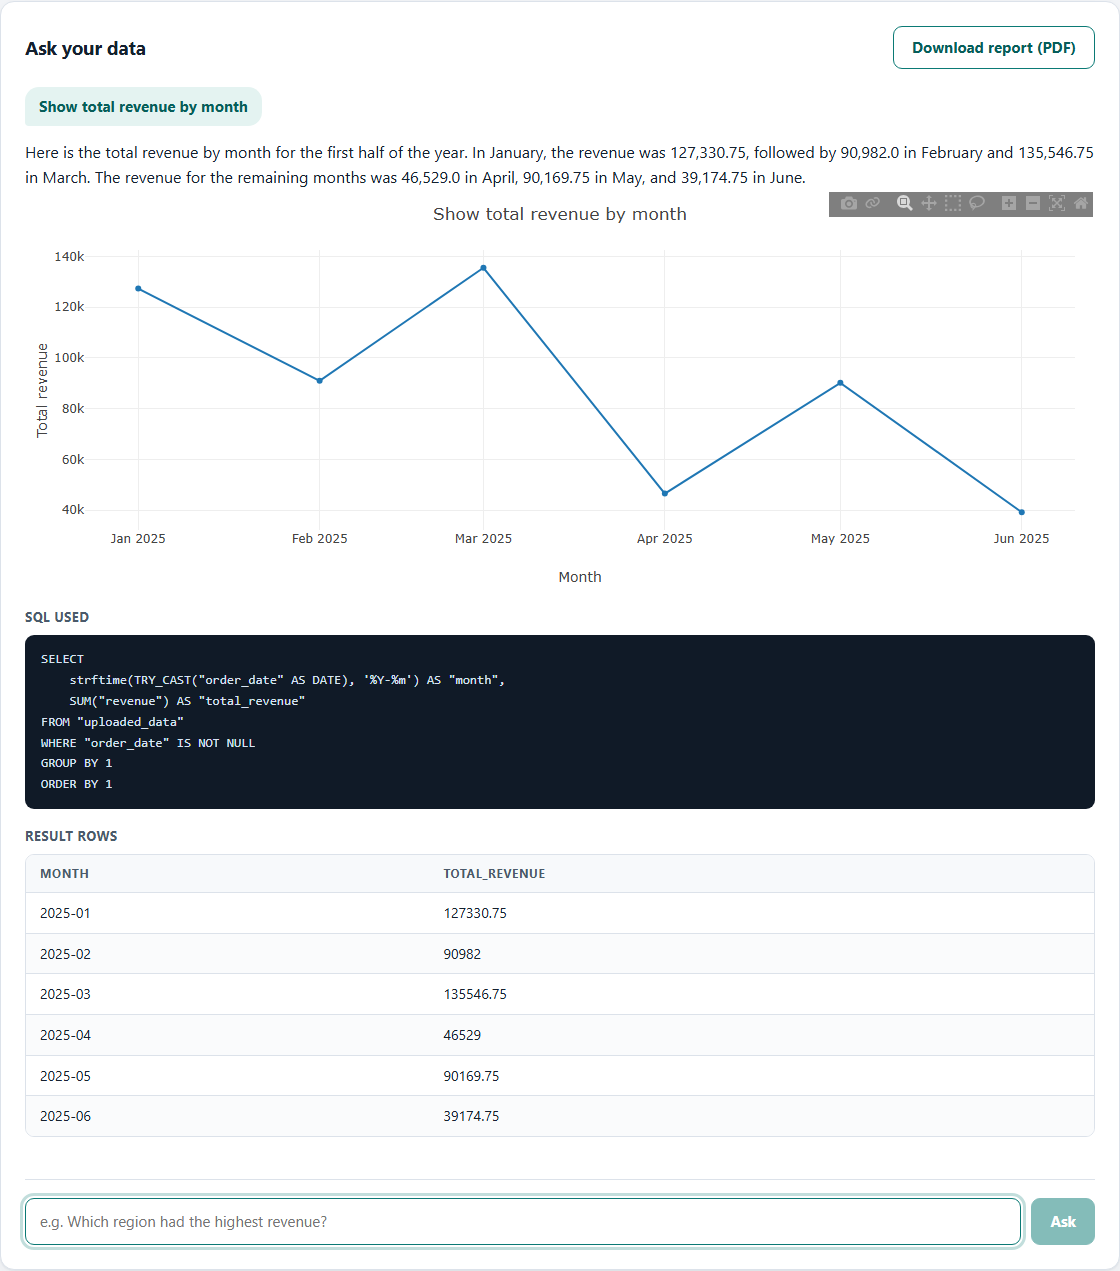 Ask your data
Download report (PDF)
Show total revenue by month
Here is the total revenue by month for the first half of the year. In January, the revenue was 127,330.75, followed by 90,982.0 in February and 135,546.75
in March. The revenue for the remaining months was 46,529.0 in April, 90,169.75 in May, and 39,174.75 in June.
Show total revenue by month
140k
120k
100k
80k
60k
40k
Total revenue
Jan 2025 Feb 2025 Mar 2025 Apr 2025 May 2025 Jun 2025
Month
SQL USED
SELECT
    strftime(TRY_CAST("order_date" AS DATE), '%Y-%m') AS "month",
    SUM("revenue") AS "total_revenue"
FROM "uploaded_data"
WHERE "order_date" IS NOT NULL
GROUP BY 1
ORDER BY 1
RESULT ROWS
MONTH TOTAL_REVENUE
2025-01 127330.75
2025-02 90982
2025-03 135546.75
2025-04 46529
2025-05 90169.75
2025-06 39174.75
e.g. Which region had the highest revenue?
Ask